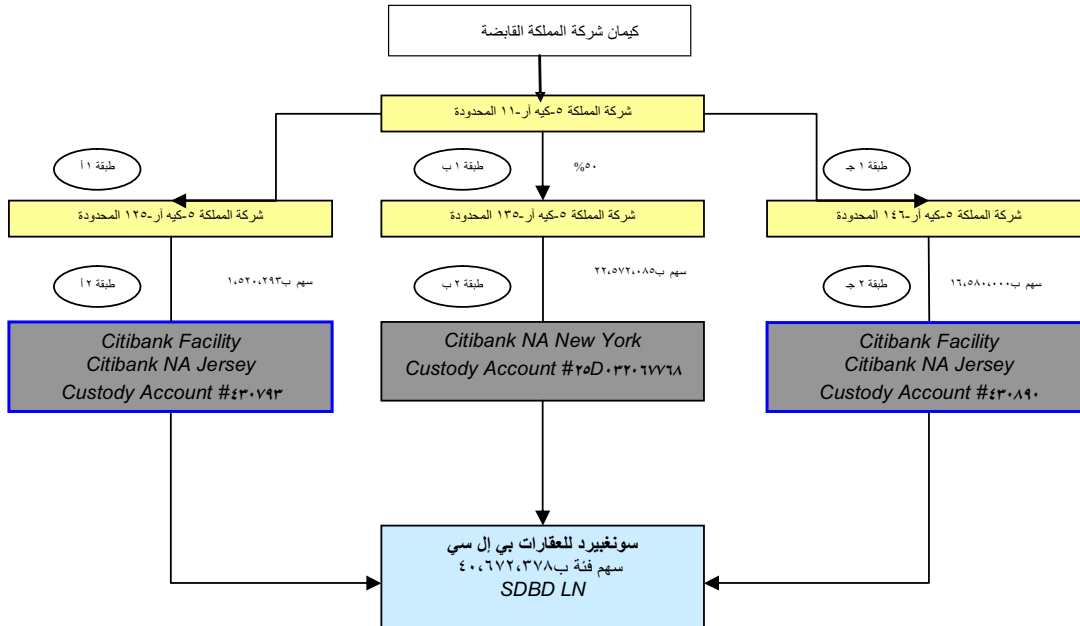 كيمان شركة المملكة القابضة
شركة المملكة ٥-كيه آر-١١ المحدودة
طبقة ١ أ
طبقة ١ ب
%٥٠
طبقة ١ جـ
شركة المملكة ٥-كيه آر-١٢٥ المحدودة
شركة المملكة ٥-كيه آر-١٣٥ المحدودة
شركة المملكة ٥-كيه آر-١٤٦ المحدودة
طبقة ٢ أ
سهم ب١،٥٢٠،٢٩٣
طبقة ٢ ب
سهم ب٢٢،٥٧٢،٠٨٥
طبقة ٢ جـ
سهم ب١٦،٥٨٠،٠٠٠
Citibank Facility
Citibank NA Jersey
Custody Account #٤٣٠٧٩٣
Citibank NA New York
Custody Account #٢٥D٠٣٢٠٦٧٧٦٨
Citibank Facility
Citibank NA Jersey
Custody Account #٤٣٠٨٩٠
سونغبيرد للعقارات بي إل سي
سهم فئة ب٤٠،٦٧٢،٣٧٨
SDBD LN